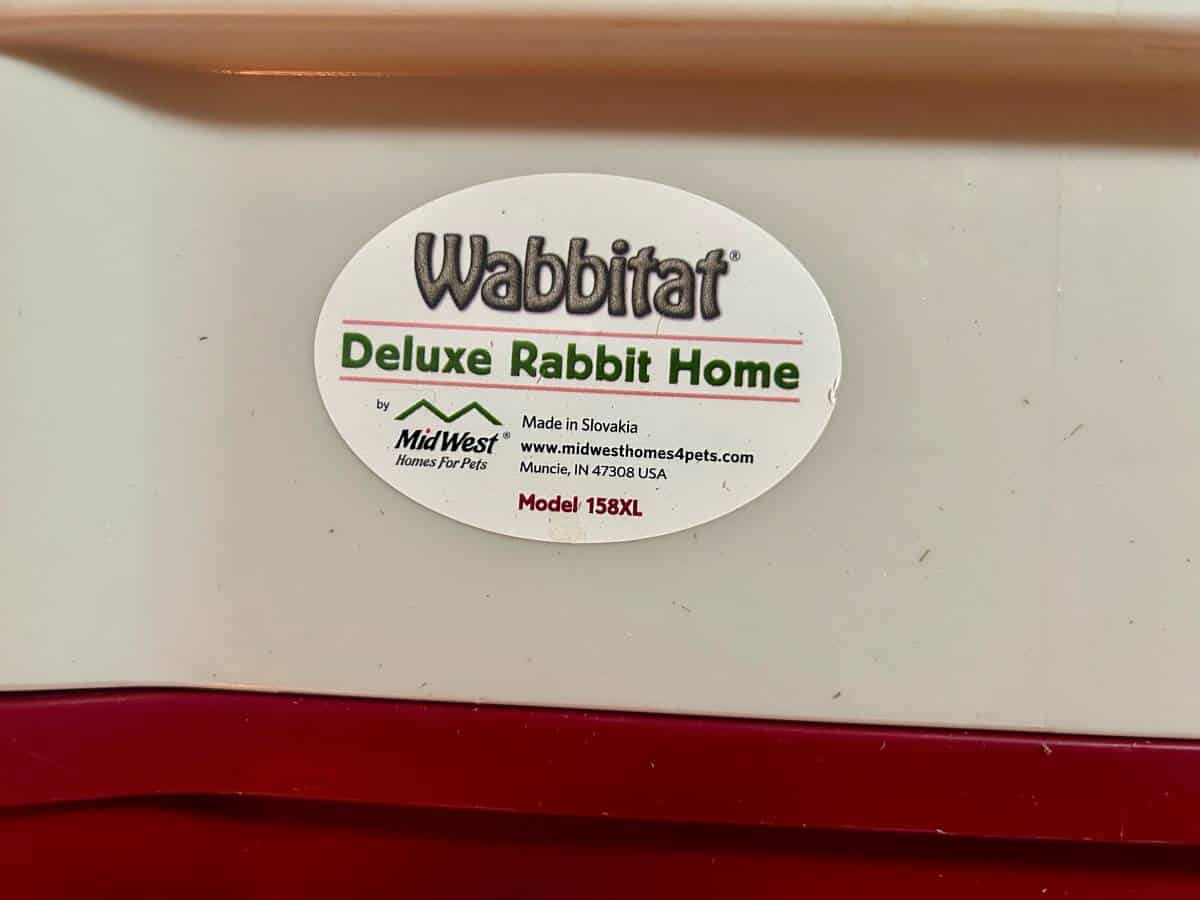 Wabbitat®
Deluxe Rabbit Home
by
MidWest®
Homes For Pets
Made in Slovakia
www.midwesthomes4pets.com
Muncie, IN 47308 USA
Model 158XL